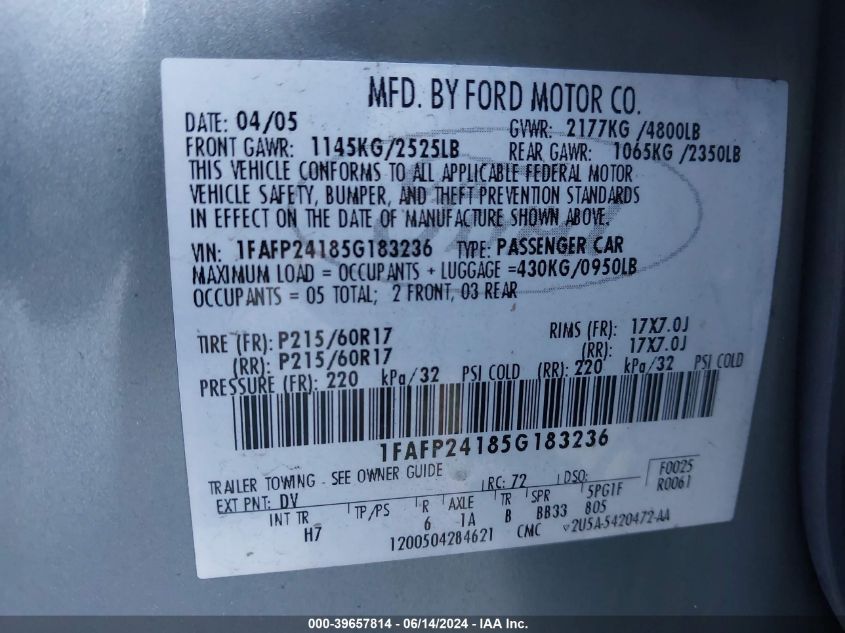 MFD. BY FORD MOTOR CO.
DATE: 04/05 GVWR: 2177KG /4800LB
FRONT GAWR: 1145KG/2525LB REAR GAWR: 1065KG /2350LB
THIS VEHICLE CONFORMS TO ALL APPLICABLE FEDERAL MOTOR
VEHICLE SAFETY, BUMPER, AND THEFT PREVENTION STANDARDS
IN EFFECT ON THE DATE OF MANUFACTURE SHOWN ABOVE.
VIN: 1FAFP24185G183236 TYPE: PASSENGER CAR
MAXIMUM LOAD = OCCUPANTS + LUGGAGE =430KG/0950LB
OCCUPANTS = 05 TOTAL; 2 FRONT, 03 REAR
TIRE (FR): P215/60R17 RIMS (FR): 17X7.0J
(RR): P215/60R17 (RR): 17X7.0J
PRESSURE (FR): 220 kPa/32 PSI COLD (RR): 220 kPa/32 PSI COLD
1FAFP24185G183236
TRAILER TOWING - SEE OWNER GUIDE RC: 72 DSO: F0025
EXT PNT: DV R0061
INT TR TP/PS R AXLE TR SPR 5PG1F
H7 6 1A B BB33 805
1200504284621 CMC ▽2U5A-5420472-AA
000-39657814 - 06/14/2024 - IAA Inc.